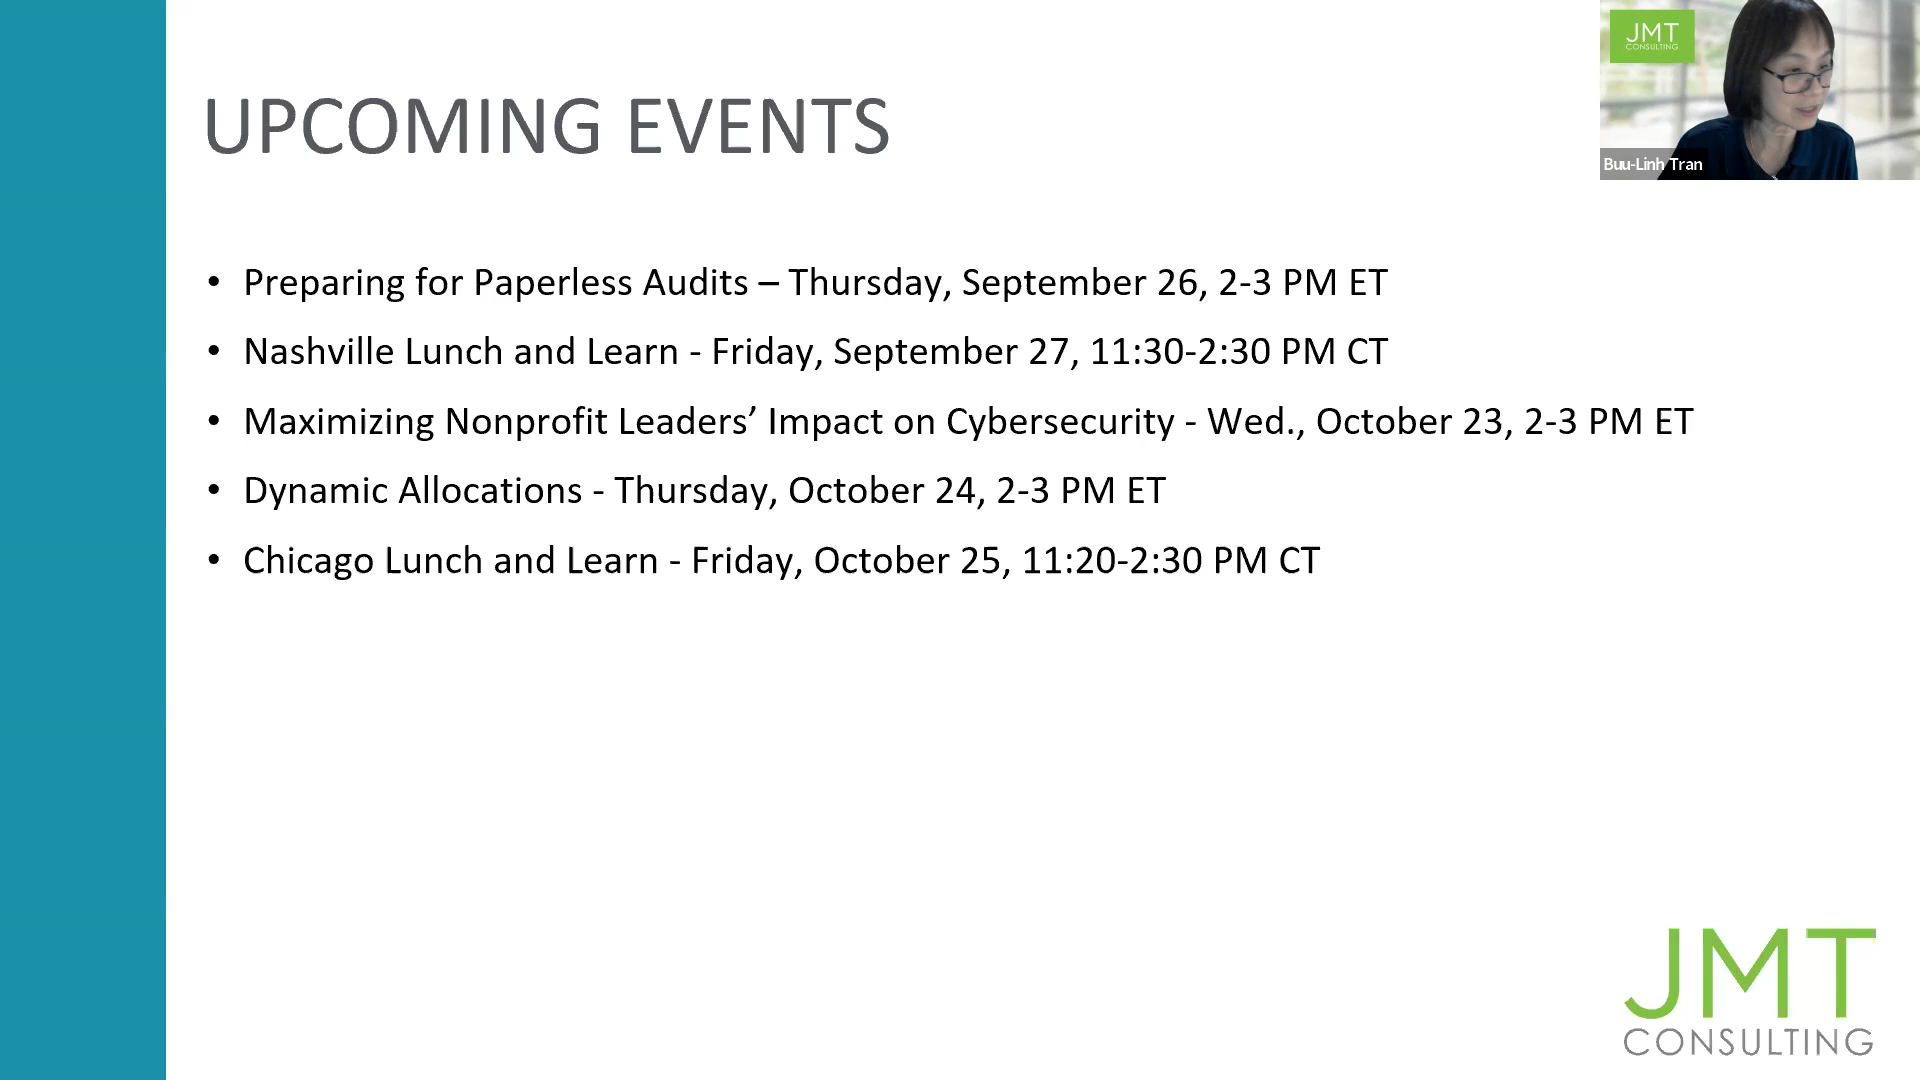 UPCOMING EVENTS
JMT
CONSULTING
Buu-Linh Tran
• Preparing for Paperless Audits – Thursday, September 26, 2-3 PM ET
• Nashville Lunch and Learn - Friday, September 27, 11:30-2:30 PM CT
• Maximizing Nonprofit Leaders’ Impact on Cybersecurity - Wed., October 23, 2-3 PM ET
• Dynamic Allocations - Thursday, October 24, 2-3 PM ET
• Chicago Lunch and Learn - Friday, October 25, 11:20-2:30 PM CT
JMT
CONSULTING